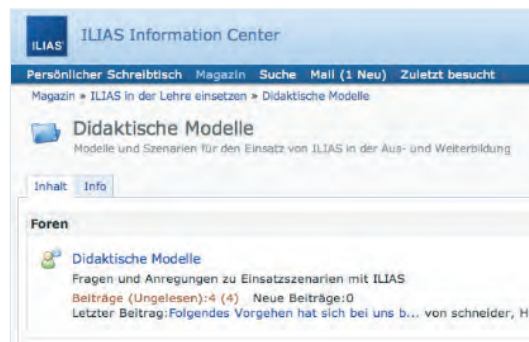 ILIAS
ILIAS Information Center
Persönlicher Schreibtisch Magazin Suche Mail (1 Neu) Zuletzt besucht
Magazin » ILIAS in der Lehre einsetzen » Didaktische Modelle
Didaktische Modelle
Modelle und Szenarien für den Einsatz von ILIAS in der Aus- und Weiterbildung
Inhalt Info
Foren
Didaktische Modelle
Fragen und Anregungen zu Einsatzszenarien mit ILIAS
Beiträge (Ungelesen):4 (4) Neue Beiträge:0
Letzter Beitrag:Folgendes Vorgehen hat sich bei uns b... von schneider, H